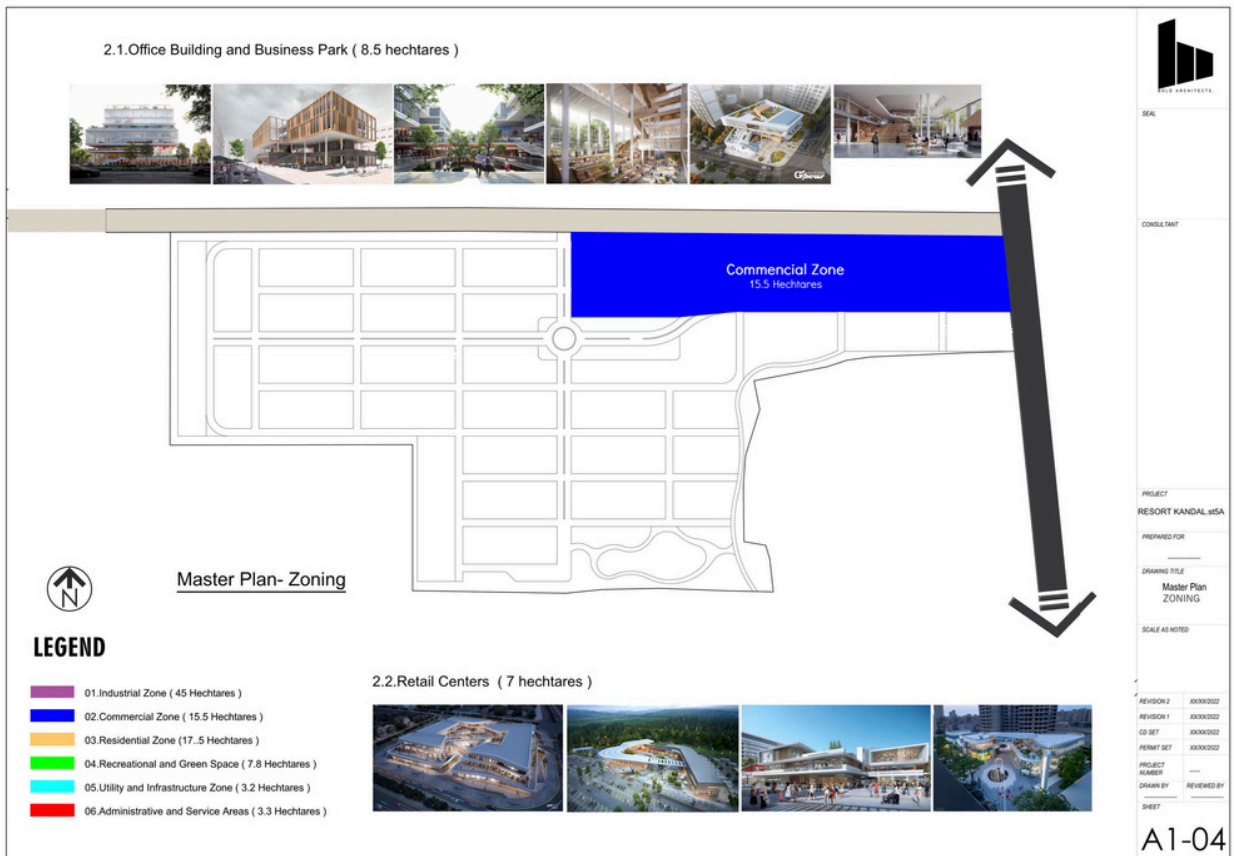 2.1.Office Building and Business Park ( 8.5 hechtares )
Commencial Zone
15.5 Hechtares
N
Master Plan- Zoning
LEGEND
01.Industrial Zone ( 45 Hechtares )
02.Commercial Zone ( 15.5 Hechtares )
03.Residential Zone (17..5 Hechtares )
04.Recreational and Green Space ( 7.8 Hechtares )
05.Utility and Infrastructure Zone ( 3.2 Hechtares )
06.Administrative and Service Areas ( 3.3 Hechtares )
2.2.Retail Centers ( 7 hechtares )
BOLD ARCHITECTS.
SEAL
CONSULTANT
PROJECT
RESORT KANDAL.st5A
PREPARED FOR
DRAWING TITLE
Master Plan
ZONING
SCALE AS NOTED
REVISION 2 XX/XX/2022
REVISION 1 XX/XX/2022
CD SET XX/XX/2022
PERMIT SET XX/XX/2022
PROJECT
NUMBER
DRAWN BY REVIEWED BY
SHEET
A1-04